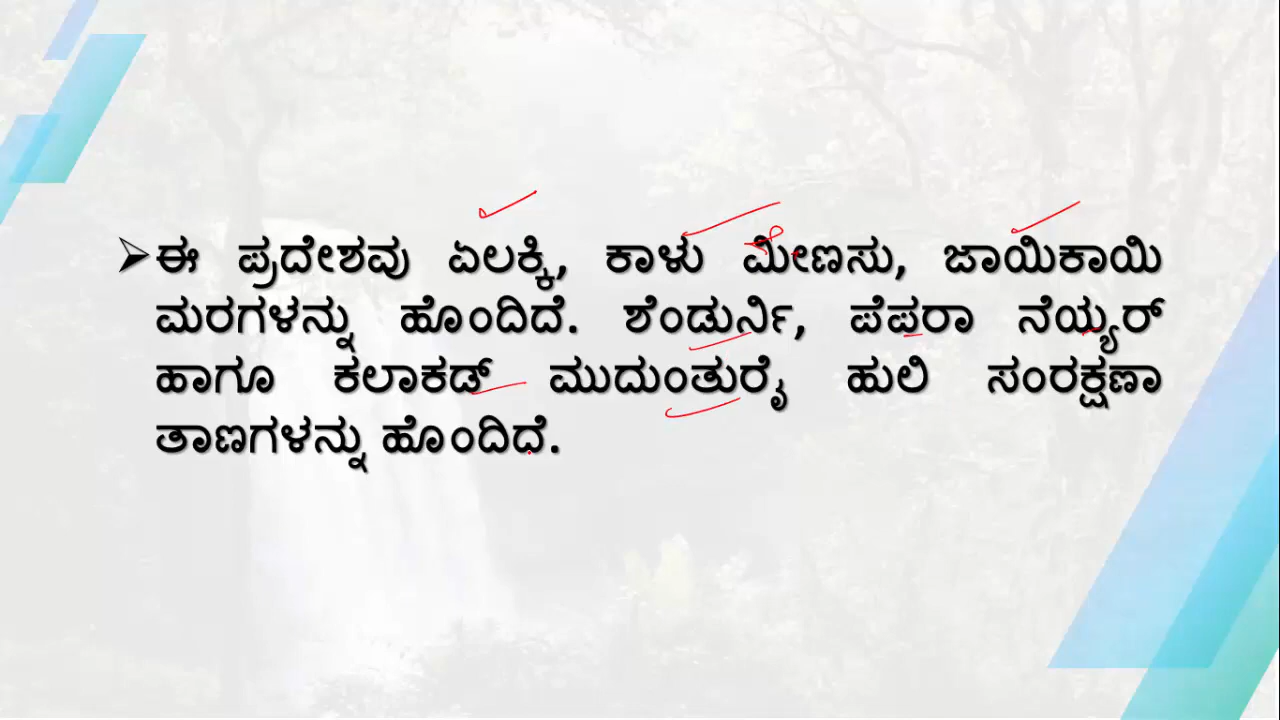 ➢ಈ ಪ್ರದೇಶವು ಏಲಕ್ಕಿ, ಕಾಳು ಮೀಣಸು, ಜಾಯಿಕಾಯಿ
ಮರಗಳನ್ನು ಹೊಂದಿದೆ. ಶೆಂಡುರ್ನಿ, ಪೆಪರಾ ನೆಯ್ಯರ್
ಹಾಗೂ ಕಲಾಕಡ್ ಮುದುಂತುರೈ ಹುಲಿ ಸಂರಕ್ಷಣಾ
ತಾಣಗಳನ್ನು ಹೊಂದಿದೆ.